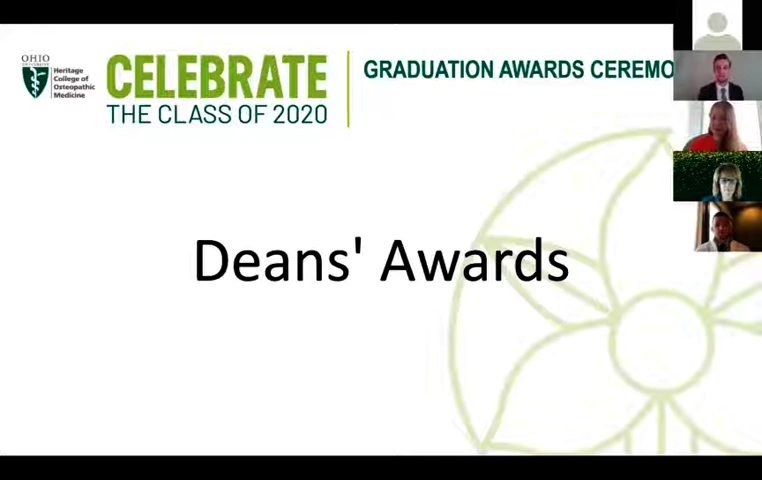 OHIO
UNIVERSITY
Heritage
College of
Osteopathic
Medicine
CELEBRATE
THE CLASS OF 2020
GRADUATION AWARDS CEREMO
Deans' Awards